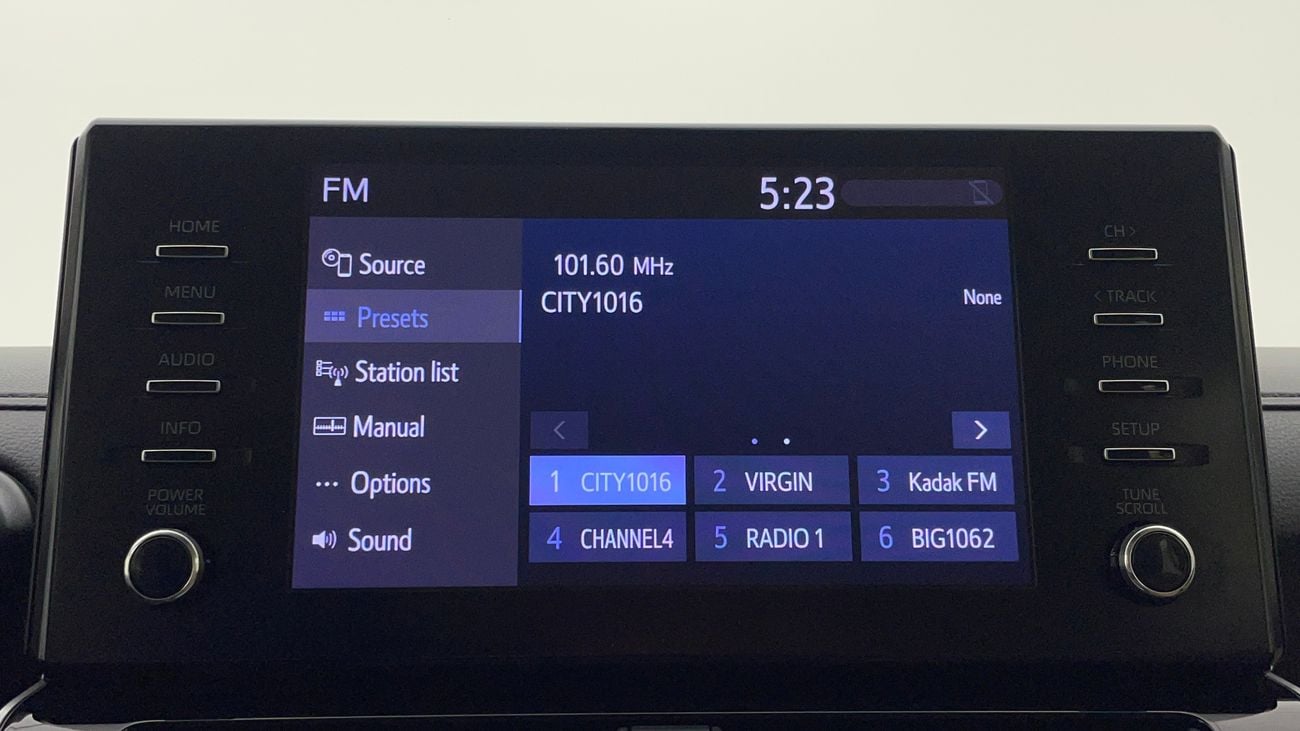 FM
5:23
HOME
MENU
AUDIO
INFO
POWER
VOLUME
Source
Presets
Station list
Manual
Options
Sound
101.60 MHz
CITY1016
None
<
>
1 CITY1016
2 VIRGIN
3 Kadak FM
4 CHANNEL4
5 RADIO 1
6 BIG1062
CH >
< TRACK
PHONE
SETUP
TUNE
SCROLL